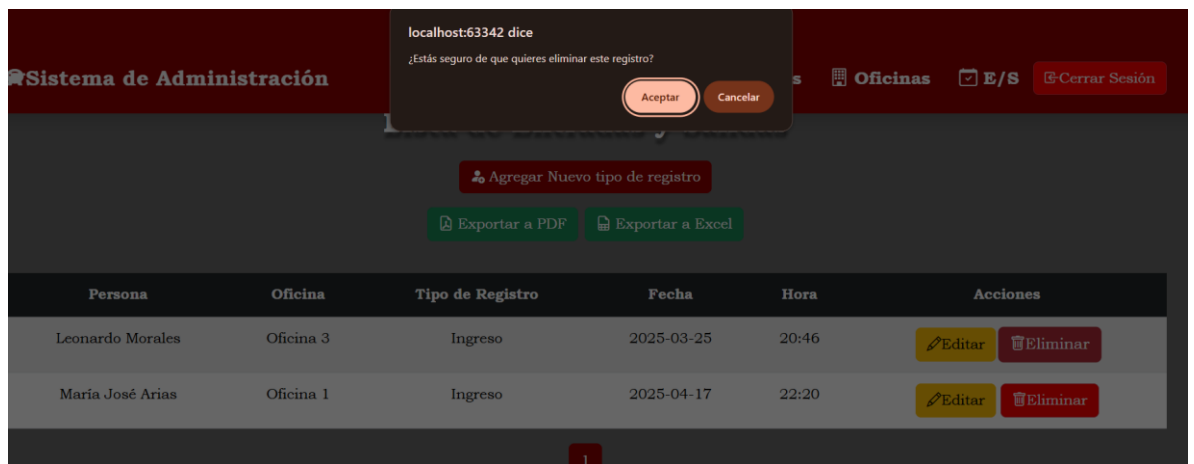 localhost:63342 dice
¿Estás seguro de que quieres eliminar este registro?
Aceptar Cancelar
Sistema de Administración Oficinas E/S Cerrar Sesión
Agregar Nuevo tipo de registro
Exportar a PDF Exportar a Excel
Persona Oficina Tipo de Registro Fecha Hora Acciones
Leonardo Morales Oficina 3 Ingreso 2025-03-25 20:46 Editar Eliminar
María José Arias Oficina 1 Ingreso 2025-04-17 22:20 Editar Eliminar
1